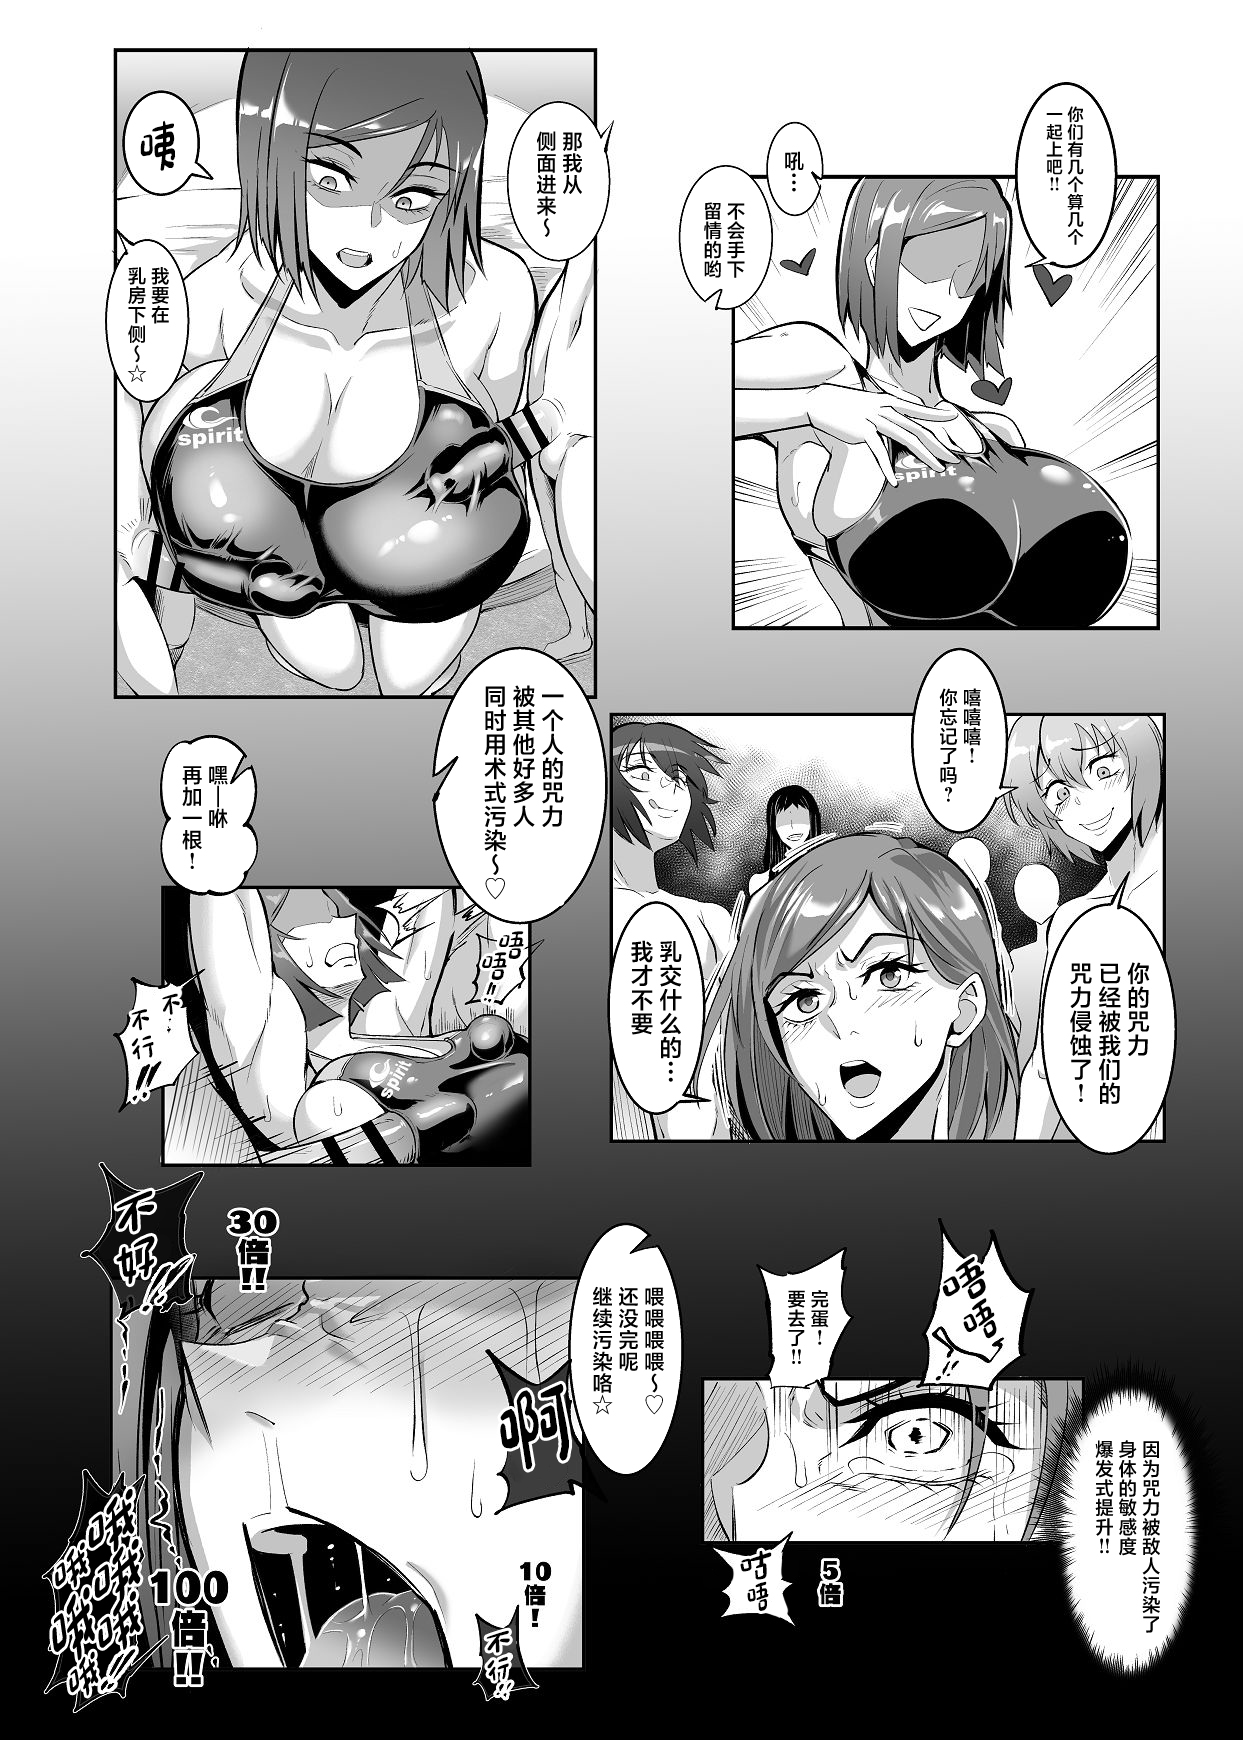 你们有几个算几个
一起上吧!!
吼…
不会手下
留情的哟
spirit
那我从
侧面进来～
咦
我要在
乳房下侧～☆
spirit
嘻嘻嘻！
你忘记了吗？
你的咒力
已经被我们的
咒力侵蚀了！
乳交什么的…
我才不要
一个人的咒力
被其他好多人
同时用术式污染～♡
嘿—咻
再加一根！
唔
唔!!
不…
不行!!
spirit
因为咒力被敌人污染了
身体的敏感度
爆发式提升!!
唔
唔!!
完蛋！
要去了!!
咕唔
5倍
喂喂喂喂～♡
还没完呢
继续污染咯☆
啊
10倍！
不行!!
30倍!!
不好!!
100倍!!
哦哦哦哦哦哦哦!!